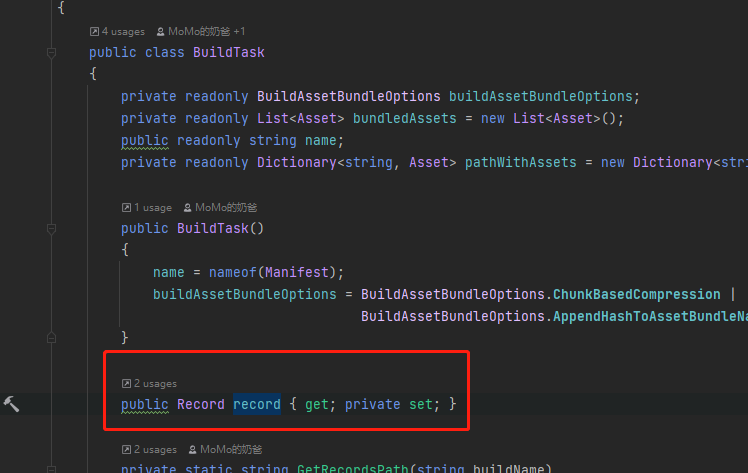 {
4 usages MoMo的奶爸 +1
public class BuildTask
{
private readonly BuildAssetBundleOptions buildAssetBundleOptions;
private readonly List<Asset> bundledAssets = new List<Asset>();
public readonly string name;
private readonly Dictionary<string, Asset> pathWithAssets = new Dictionary<stri
1 usage MoMo的奶爸
public BuildTask()
{
name = nameof(Manifest);
buildAssetBundleOptions = BuildAssetBundleOptions.ChunkBasedCompression |
BuildAssetBundleOptions.AppendHashToAssetBundleNa
}
2 usages
public Record record { get; private set; }
2 usages MoMo的奶爸
private static string GetRecordsPath(string buildName)